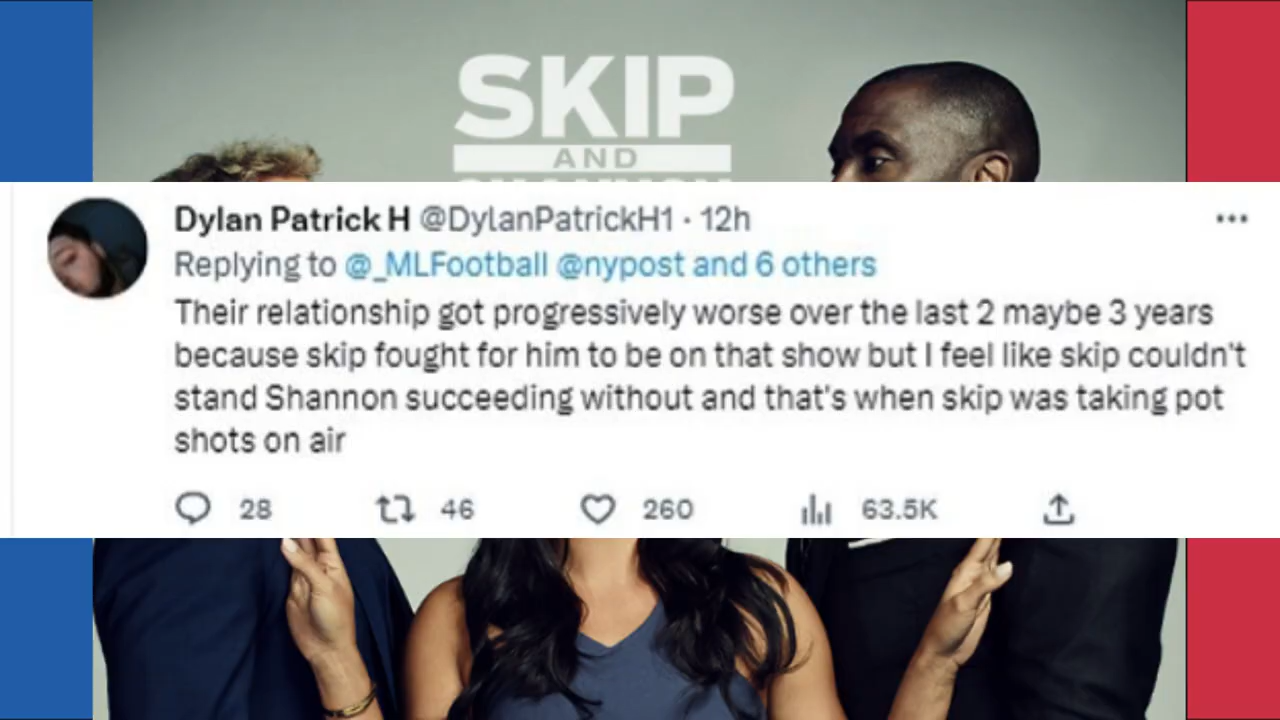 SKIP
AND
Dylan Patrick H @DylanPatrickH1 · 12h
Replying to @_MLFootball @nypost and 6 others
Their relationship got progressively worse over the last 2 maybe 3 years
because skip fought for him to be on that show but I feel like skip couldn't
stand Shannon succeeding without and that's when skip was taking pot
shots on air
28 46 260 63.5K